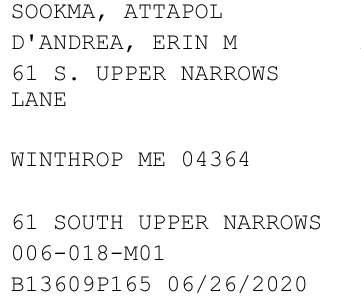 SOOKMA, ATTAPOL
D'ANDREA, ERIN M
61 S. UPPER NARROWS
LANE
WINTHROP ME 04364
61 SOUTH UPPER NARROWS
006-018-M01
B13609P165 06/26/2020